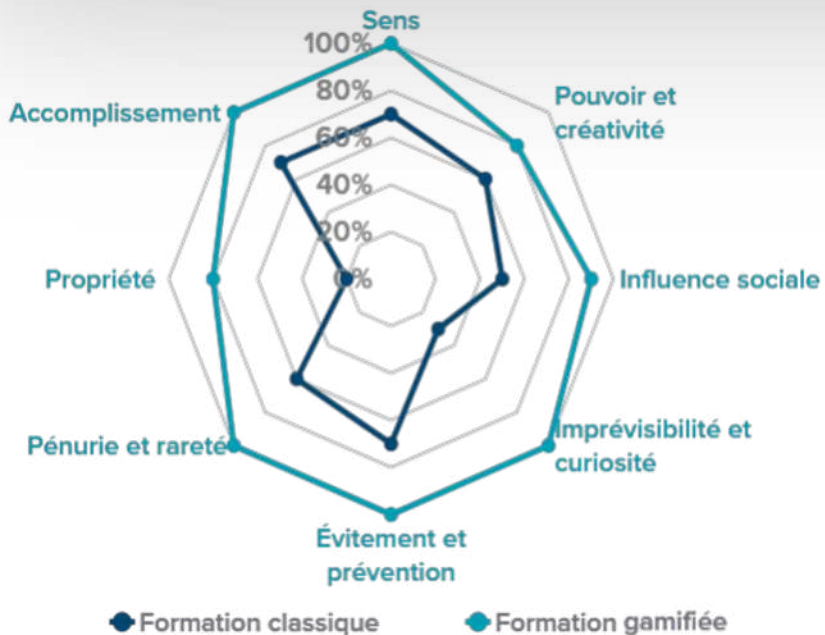 Sens
100%
80%
60%
40%
20%
0%
Pouvoir et
créativité
Accomplissement
Propriété
Influence sociale
Pénurie et rareté
Imprévisibilité et
curiosité
Évitement et
prévention
Formation classique
Formation gamifiée